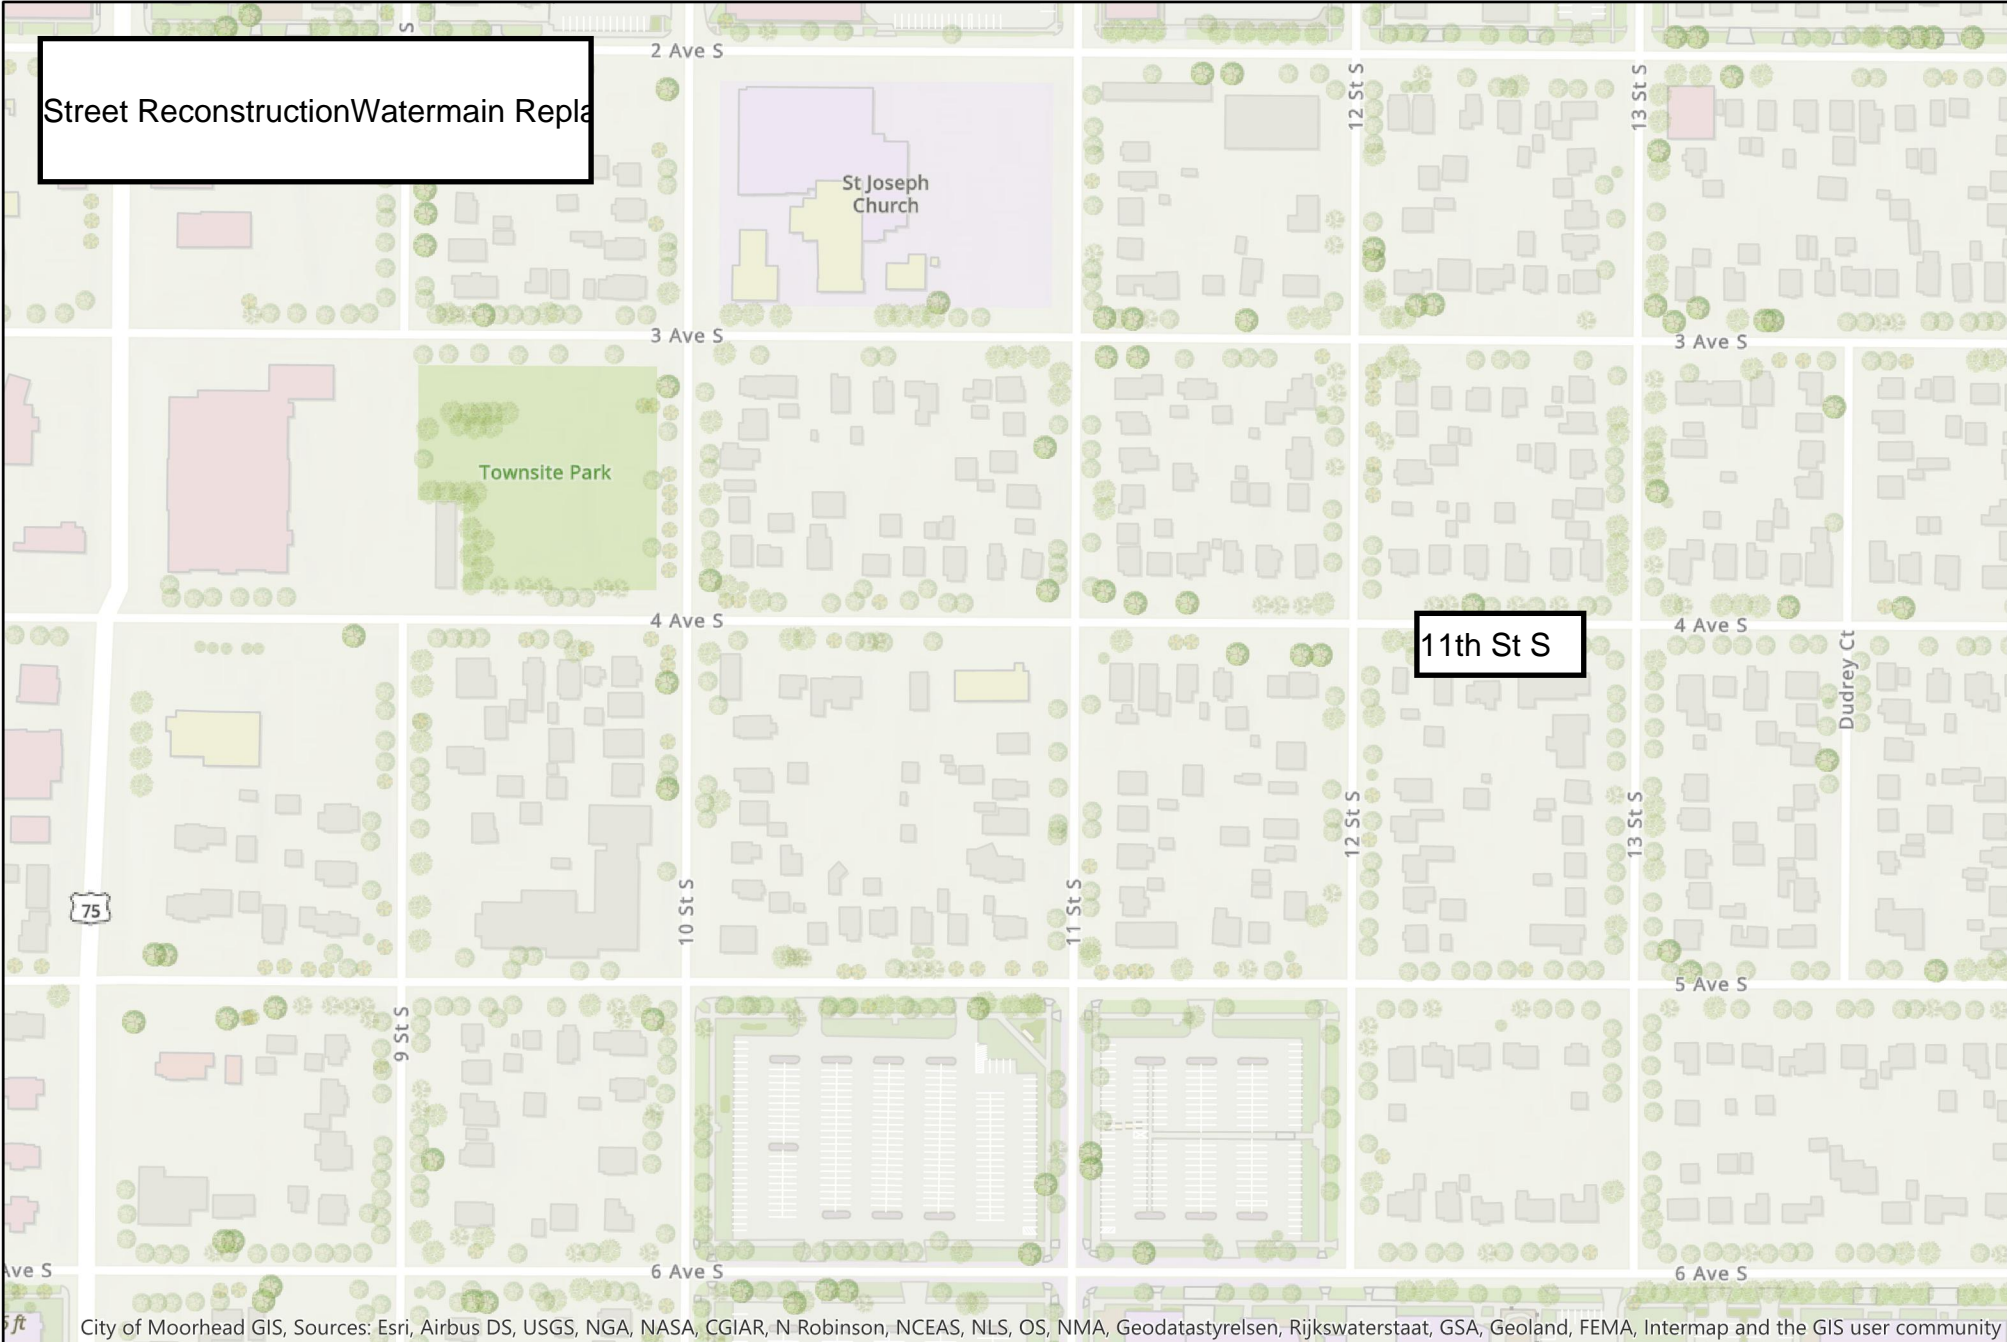 S
2 Ave S
Street ReconstructionWatermain Repla
12 St S
13 St S
St Joseph
Church
3 Ave S
3 Ave S
Townsite Park
4 Ave S
4 Ave S
11th St S
Dudrey Ct
12 St S
13 St S
75
10 St S
11 St S
5 Ave S
9 St S
Ave S
6 Ave S
6 Ave S
ft
City of Moorhead GIS, Sources: Esri, Airbus DS, USGS, NGA, NASA, CGIAR, N Robinson, NCEAS, NLS, OS, NMA, Geodatastyrelsen, Rijkswaterstaat, GSA, Geoland, FEMA, Intermap and the GIS user community